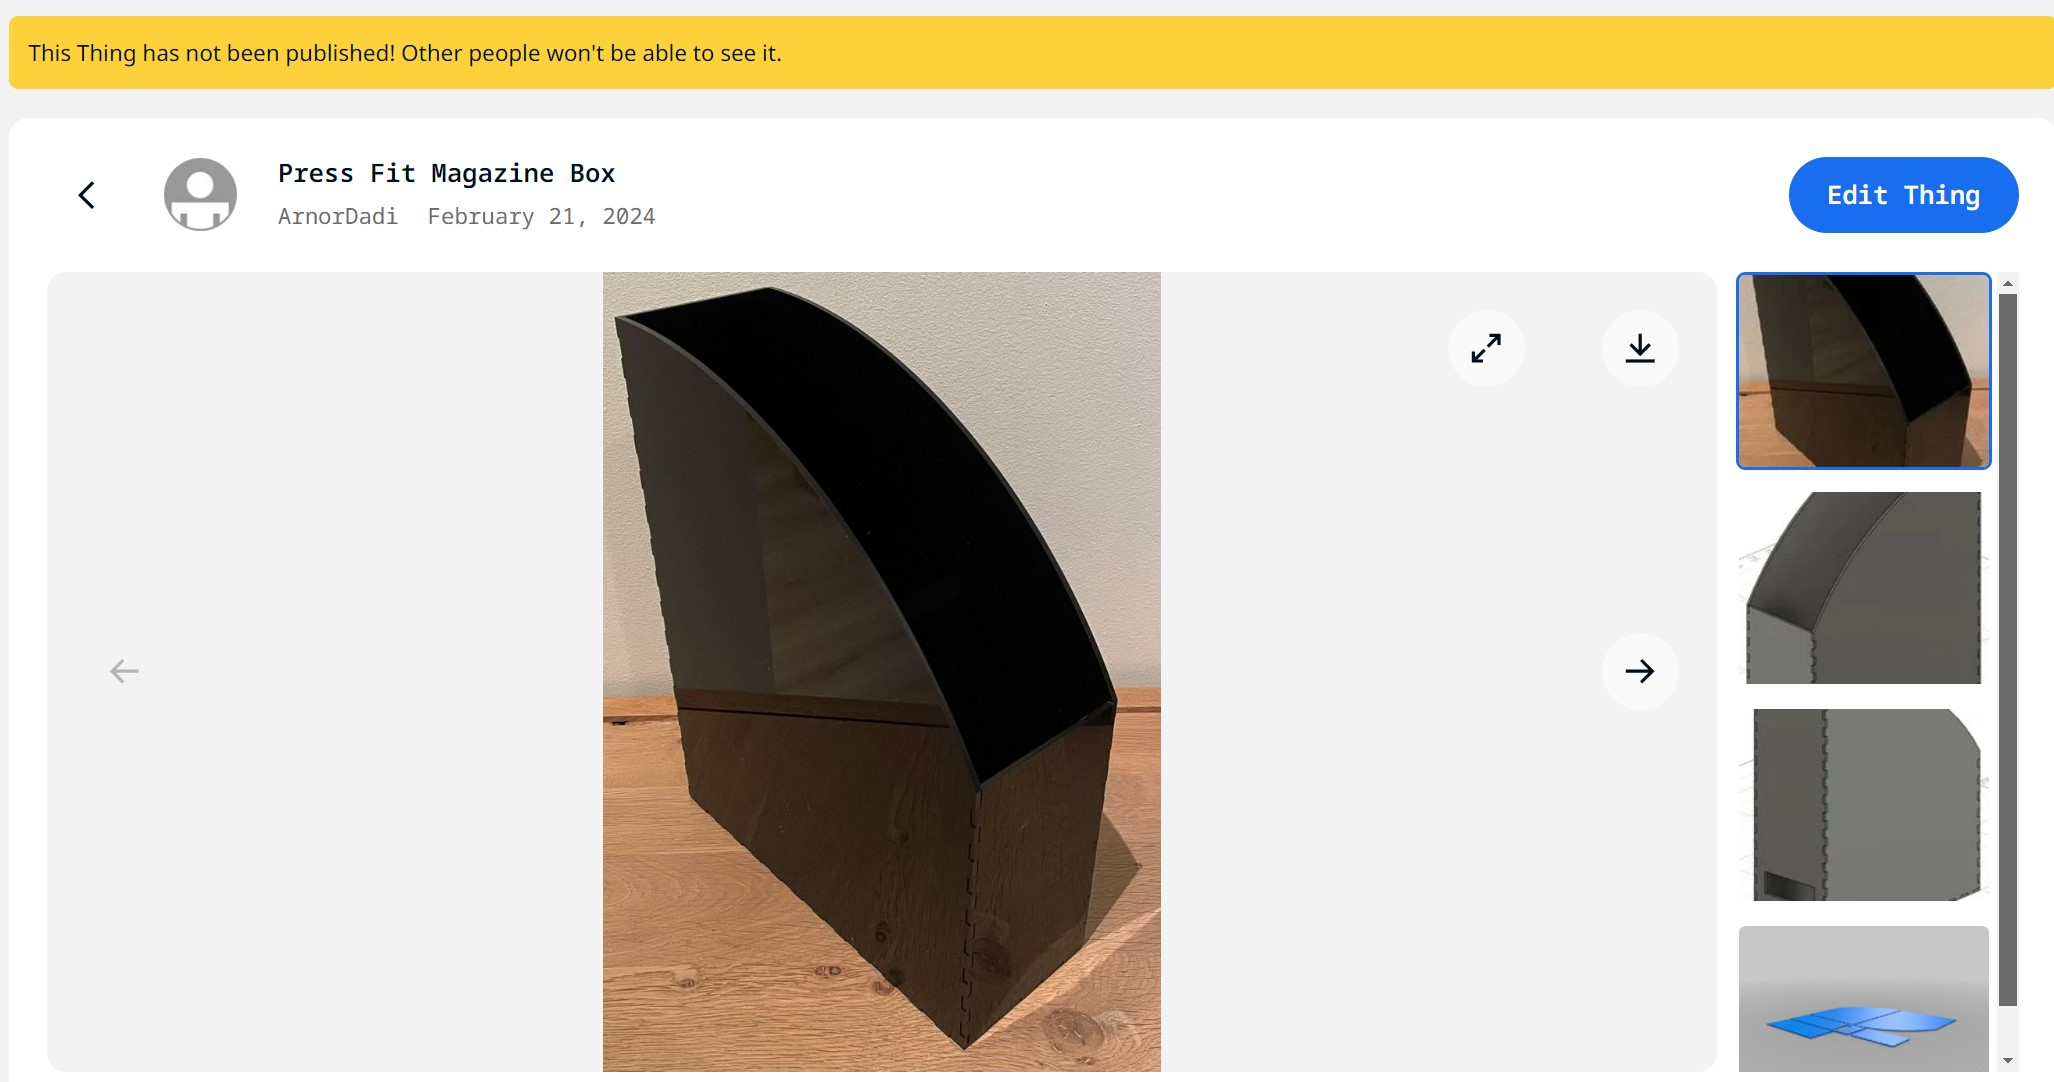 This Thing has not been published! Other people won't be able to see it.
Press Fit Magazine Box
ArnorDadi February 21, 2024
Edit Thing